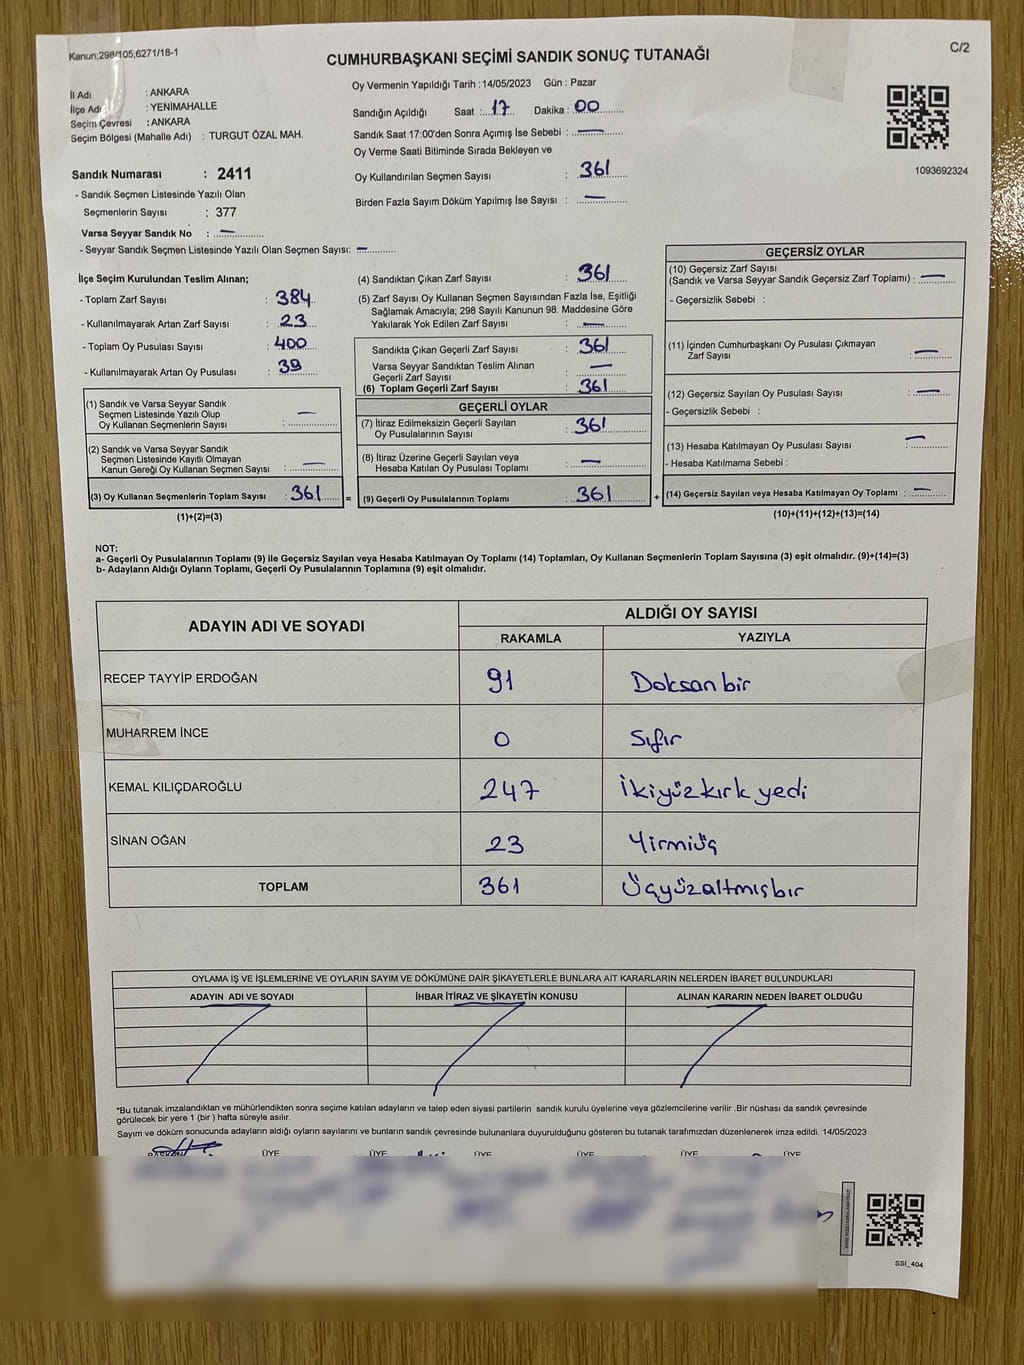 Kanun;298/105;6271/18-1
C/2
CUMHURBAŞKANI SEÇİMİ SANDIK SONUÇ TUTANAĞI
Oy Vermenin Yapıldığı Tarih : 14/05/2023 Gün : Pazar
İl Adı : ANKARA
İlçe Adı : YENİMAHALLE
Seçim Çevresi : ANKARA
Seçim Bölgesi (Mahalle Adı) : TURGUT ÖZAL MAH.
Sandığın Açıldığı Saat : 17 Dakika : 00
Sandık Saat 17:00'den Sonra Açımış İse Sebebi : —
Oy Verme Saati Bitiminde Sırada Bekleyen ve
Oy Kullandırılan Seçmen Sayısı : 361
Birden Fazla Sayım Döküm Yapılmış İse Sayısı : —
1093692324
Sandık Numarası : 2411
- Sandık Seçmen Listesinde Yazılı Olan
Seçmenlerin Sayısı : 377
Varsa Seyyar Sandık No : —
- Seyyar Sandık Seçmen Listesinde Yazılı Olan Seçmen Sayısı: —
İlçe Seçim Kurulundan Teslim Alınan;
- Toplam Zarf Sayısı : 384
- Kullanılmayarak Artan Zarf Sayısı : 23
- Toplam Oy Pusulası Sayısı : 400
- Kullanılmayarak Artan Oy Pusulası : 39
(1) Sandık ve Varsa Seyyar Sandık
Seçmen Listesinde Yazılı Olup
Oy Kullanan Seçmenlerin Sayısı : —
(2) Sandık ve Varsa Seyyar Sandık
Seçmen Listesinde Kayıtlı Olmayan
Kanun Gereği Oy Kullanan Seçmen Sayısı : —
(3) Oy Kullanan Seçmenlerin Toplam Sayısı : 361 =
(1)+(2)=(3)
(4) Sandıktan Çıkan Zarf Sayısı : 361
(5) Zarf Sayısı Oy Kullanan Seçmen Sayısından Fazla İse, Eşitliği
Sağlamak Amacıyla; 298 Sayılı Kanunun 98. Maddesine Göre
Yakılarak Yok Edilen Zarf Sayısı : —
Sandıkta Çıkan Geçerli Zarf Sayısı : 361
Varsa Seyyar Sandıktan Teslim Alınan
Geçerli Zarf Sayısı : —
(6) Toplam Geçerli Zarf Sayısı : 361
GEÇERLİ OYLAR
(7) İtiraz Edilmeksizin Geçerli Sayılan
Oy Pusulalarının Sayısı : 361
(8) İtiraz Üzerine Geçerli Sayılan veya
Hesaba Katılan Oy Pusulası Toplamı : —
(9) Geçerli Oy Pusulalarının Toplamı : 361 +
GEÇERSİZ OYLAR
(10) Geçersiz Zarf Sayısı
(Sandık ve Varsa Seyyar Sandık Geçersiz Zarf Toplamı) : —
- Geçersizlik Sebebi :
(11) İçinden Cumhurbaşkanı Oy Pusulası Çıkmayan
Zarf Sayısı : —
(12) Geçersiz Sayılan Oy Pusulası Sayısı : —
- Geçersizlik Sebebi :
(13) Hesaba Katılmayan Oy Pusulası Sayısı : —
- Hesaba Katılmama Sebebi :
(14) Geçersiz Sayılan veya Hesaba Katılmayan Oy Toplamı : —
(10)+(11)+(12)+(13)=(14)
NOT:
a- Geçerli Oy Pusulalarının Toplamı (9) ile Geçersiz Sayılan veya Hesaba Katılmayan Oy Toplamı (14) Toplamları, Oy Kullanan Seçmenlerin Toplam Sayısına (3) eşit olmalıdır. (9)+(14)=(3)
b- Adayların Aldığı Oyların Toplamı, Geçerli Oy Pusulalarının Toplamına (9) eşit olmalıdır.
ADAYIN ADI VE SOYADI
ALDIĞI OY SAYISI
RAKAMLA YAZIYLA
RECEP TAYYİP ERDOĞAN 91 Doksan bir
MUHARREM İNCE 0 Sıfır
KEMAL KILIÇDAROĞLU 247 İkiyüzkırk yedi
SİNAN OĞAN 23 Yirmiüç
TOPLAM 361 Üçyüzaltmışbır
OYLAMA İŞ VE İŞLEMLERİNE VE OYLARIN SAYIM VE DÖKÜMÜNE DAİR ŞİKAYETLERLE BUNLARA AİT KARARLARIN NELERDEN İBARET BULUNDUKLARI
ADAYIN ADI VE SOYADI İHBAR İTİRAZ VE ŞİKAYETİN KONUSU ALINAN KARARIN NEDEN İBARET OLDUĞU
*Bu tutanak imzalandıktan ve mühürlendikten sonra seçime katılan adayların ve talep eden siyasi partilerin sandık kurulu üyelerine veya gözlemcilerine verilir .Bir nüshası da sandık çevresinde
görülecek bir yere 1 (bir ) hafta süreyle asılır.
Sayım ve döküm sonucunda adayların aldığı oyların sayılarını ve bunların sandık çevresinde bulunanlara duyurulduğunu gösteren bu tutanak tarafımızdan düzenlenerek imza edildi. 14/05/2023
BAŞKAN ÜYE ÜYE ÜYE ÜYE ÜYE ÜYE
SSI_404